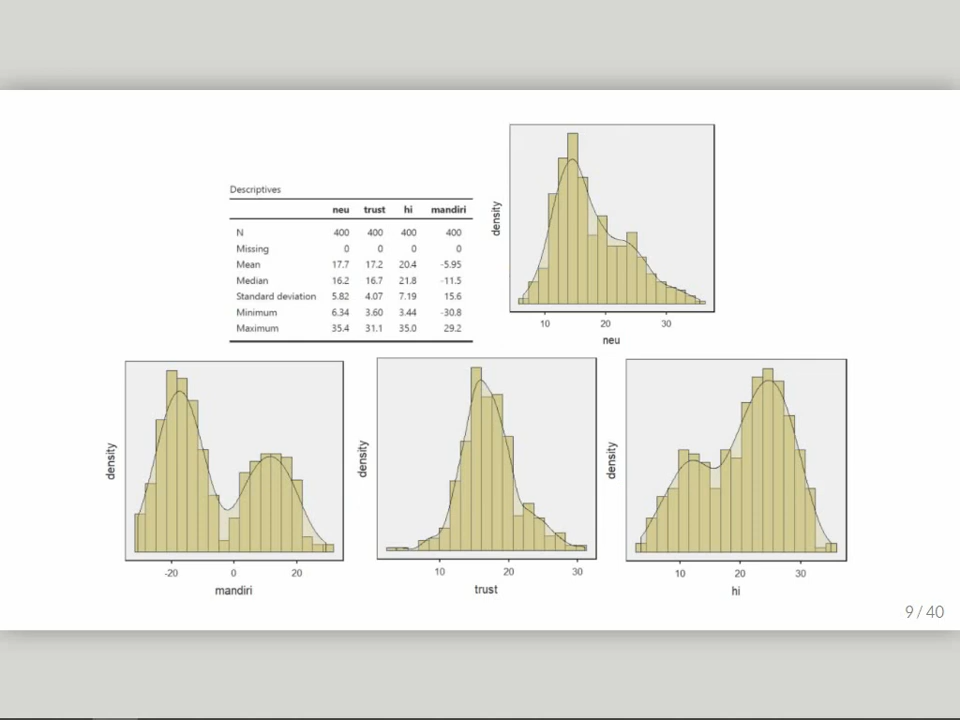 Descriptives
neu trust hi mandiri
N 400 400 400 400
Missing 0 0 0 0
Mean 17.7 17.2 20.4 -5.95
Median 16.2 16.7 21.8 -11.5
Standard deviation 5.82 4.07 7.19 15.6
Minimum 6.34 3.60 3.44 -30.8
Maximum 35.4 31.1 35.0 29.2
density
10 20 30
neu
density
-20 0 20
mandiri
density
10 20 30
trust
density
10 20 30
hi
9 / 40